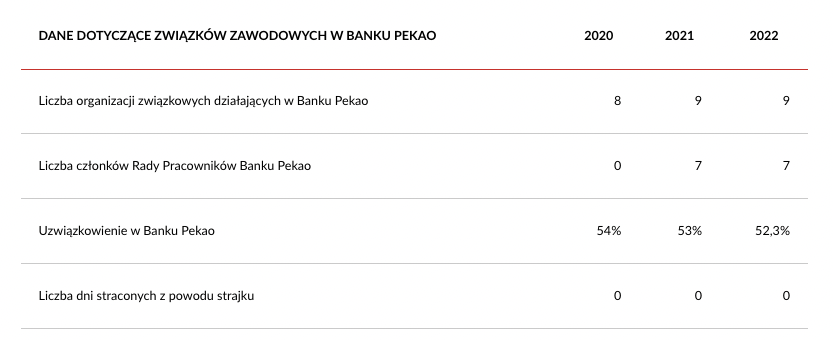 DANE DOTYCZĄCE ZWIĄZKÓW ZAWODOWYCH W BANKU PEKAO 2020 2021 2022
Liczba organizacji związkowych działających w Banku Pekao 8 9 9
Liczba członków Rady Pracowników Banku Pekao 0 7 7
Uzwiązkowienie w Banku Pekao 54% 53% 52,3%
Liczba dni straconych z powodu strajku 0 0 0